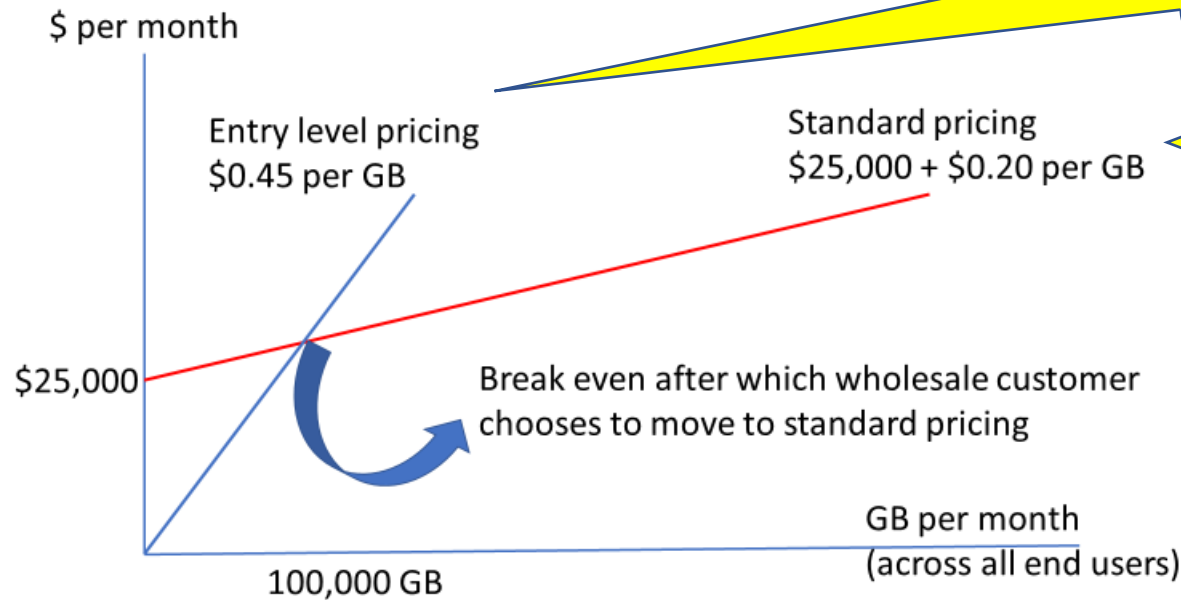 $ per month
Entry level pricing
$0.45 per GB
Standard pricing
$25,000 + $0.20 per GB
$25,000
Break even after which wholesale customer
chooses to move to standard pricing
GB per month
(across all end users)
100,000 GB